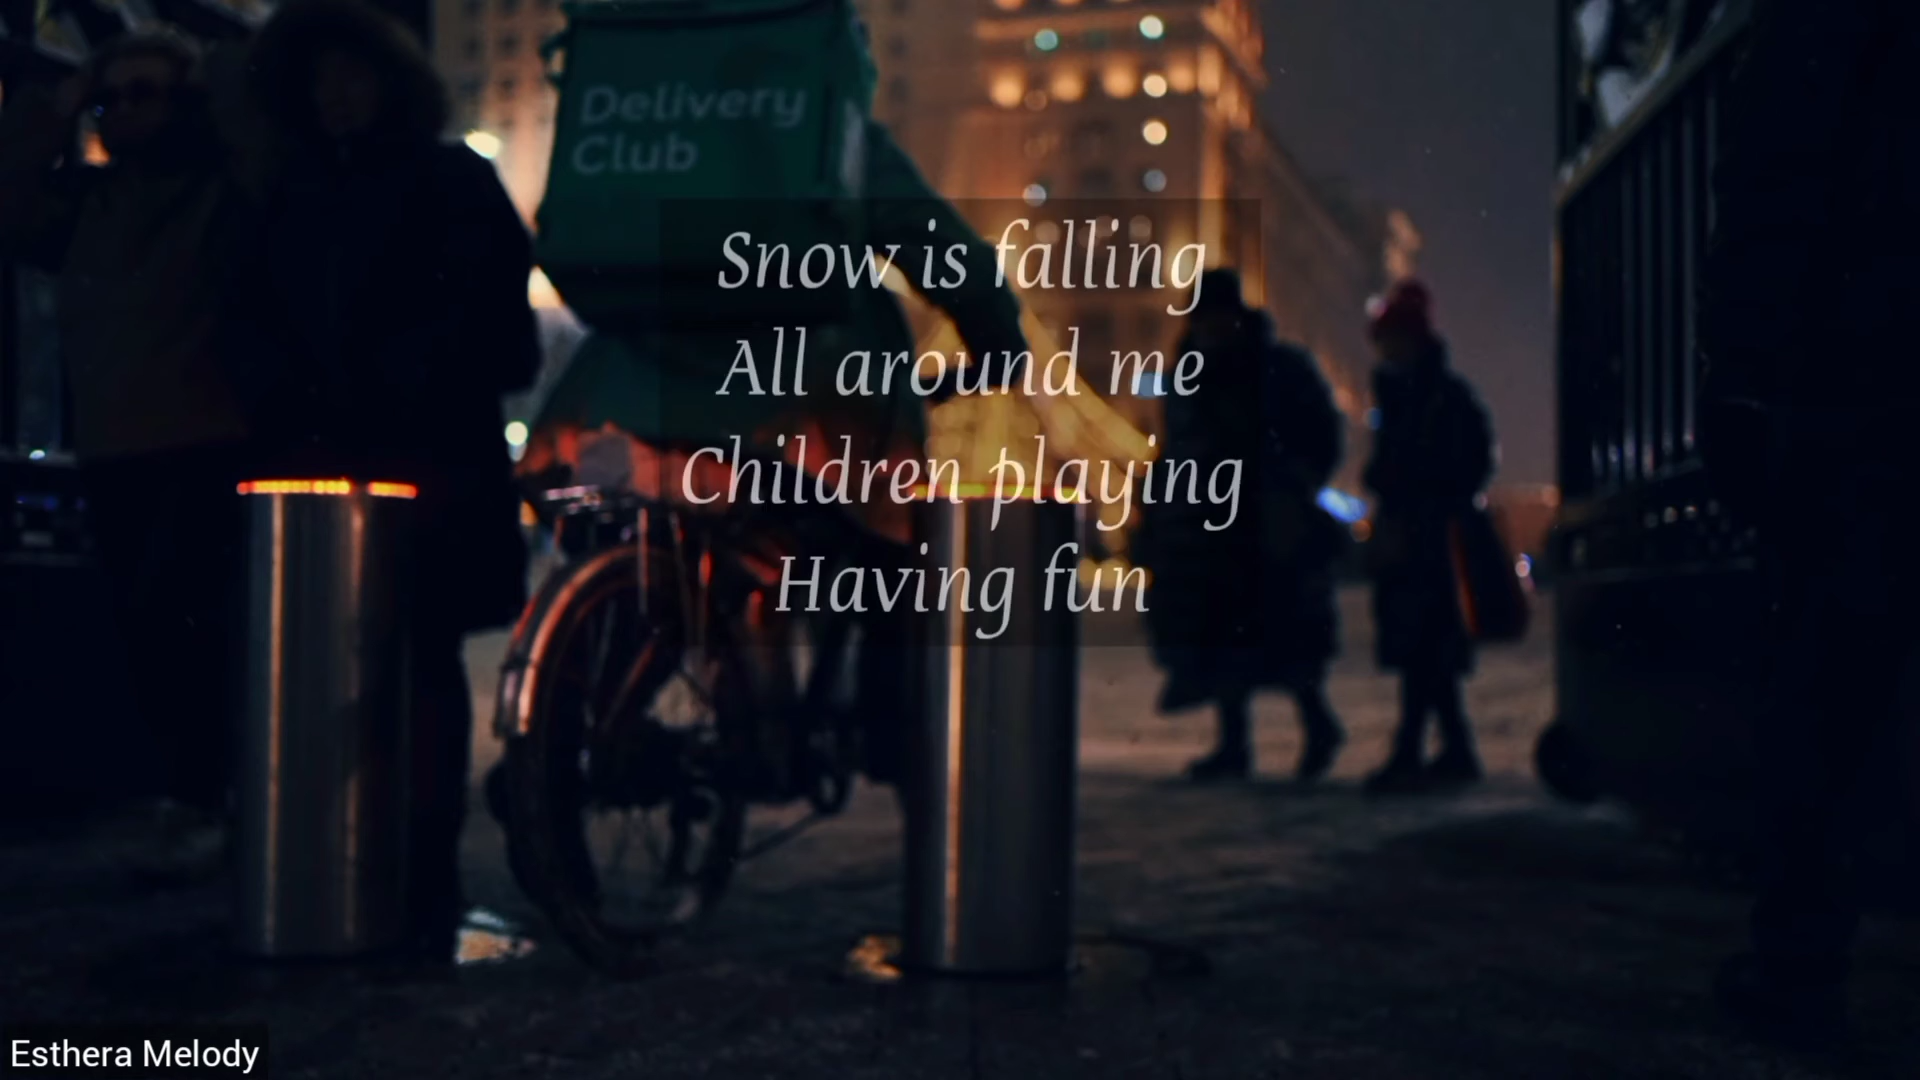 Delivery
Club
Snow is falling
All around me
Children playing
Having fun
Esthera Melody